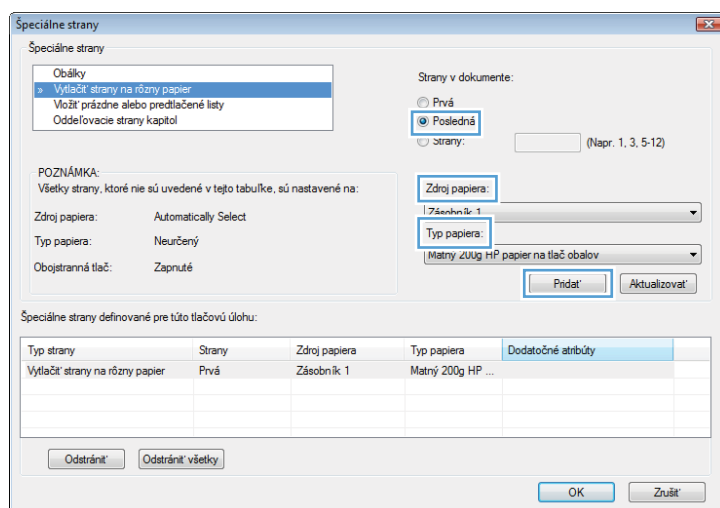 Špeciálne strany
Špeciálne strany
Obálky
» Vytlačiť strany na rôzny papier
Vložiť prázdne alebo predtlačené listy
Oddeľovacie strany kapitol
Strany v dokumente:
Prvá
Posledná
Strany: (Napr. 1, 3, 5-12)
POZNÁMKA:
Všetky strany, ktoré nie sú uvedené v tejto tabuľke, sú nastavené na:
Zdroj papiera: Automatically Select
Typ papiera: Neurčený
Obojstranná tlač: Zapnuté
Zdroj papiera:
Zásobník 1
Typ papiera:
Matný 200g HP papier na tlač obalov
Pridať Aktualizovať
Špeciálne strany definované pre túto tlačovú úlohu:
Typ strany Strany Zdroj papiera Typ papiera Dodatočné atribúty
Vytlačiť strany na rôzny papier Prvá Zásobník 1 Matný 200g HP ...
Odstrániť Odstrániť všetky
OK Zrušiť